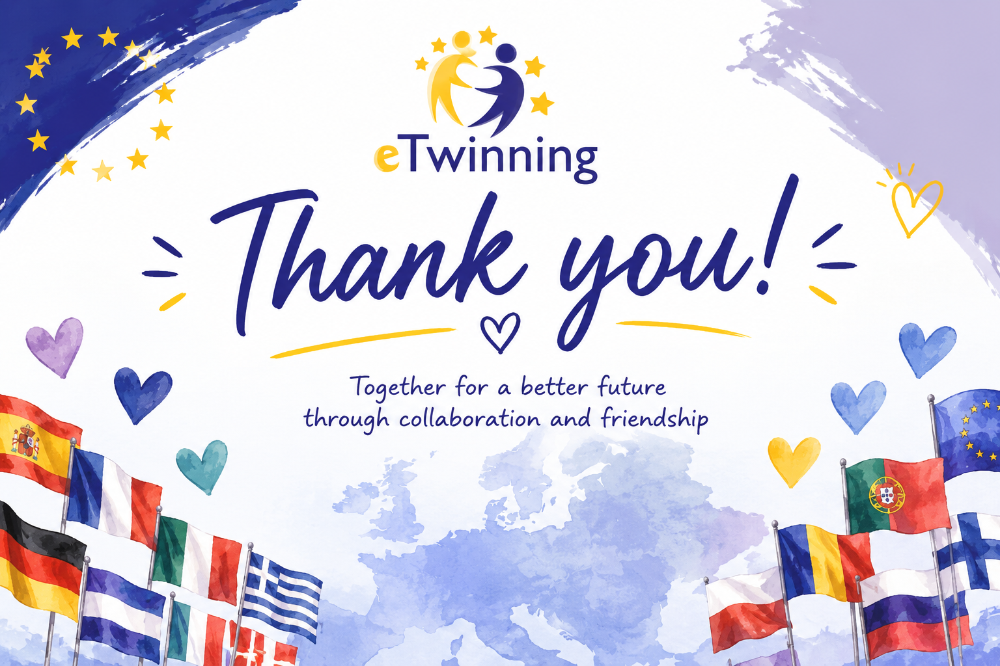 eTwinning
Thank you!
Together for a better future
through collaboration and friendship